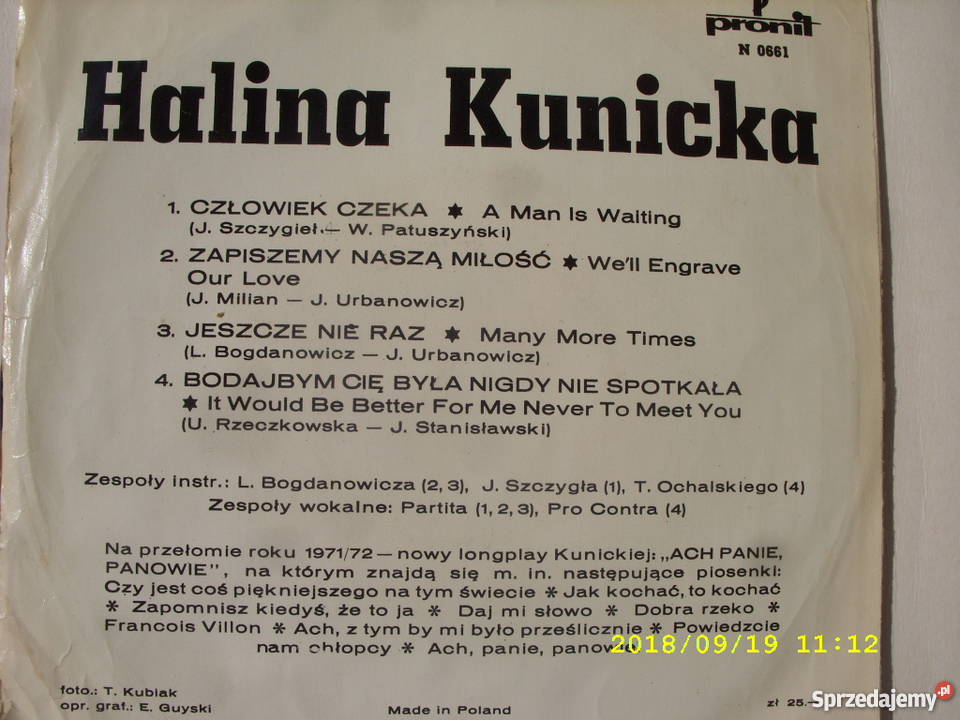 pronit
N 0661
Halina Kunicka
1. CZŁOWIEK CZEKA ✶ A Man Is Waiting
(J. Szczygieł — W. Patuszyński)
2. ZAPISZEMY NASZĄ MIŁOŚĆ ✶ We'll Engrave
Our Love
(J. Milian — J. Urbanowicz)
3. JESZCZE NIE RAZ ✶ Many More Times
(L. Bogdanowicz — J. Urbanowicz)
4. BODAJBYM CIĘ BYŁA NIGDY NIE SPOTKAŁA
✶ It Would Be Better For Me Never To Meet You
(U. Rzeczkowska — J. Stanisławski)
Zespoły instr.: L. Bogdanowicza (2, 3), J. Szczygła (1), T. Ochalskiego (4)
Zespoły wokalne: Partita (1, 2, 3), Pro Contra (4)
Na przełomie roku 1971/72 — nowy longplay Kunickiej: „ACH PANIE,
PANOWIE", na którym znajdą się m. in. następujące piosenki:
Czy jest coś piękniejszego na tym świecie * Jak kochać, to kochać
* Zapomnisz kiedyś, że to ja * Daj mi słowo * Dobra rzeko *
Francois Villon * Ach, z tym by mi było prześlicznie * Powiedzcie
nam chłopcy * Ach, panie, panowie
2018/09/19 11:12
foto.: T. Kubiak
opr. graf.: E. Guyski
Made in Poland
zł 25.—
Sprzedajemy.pl